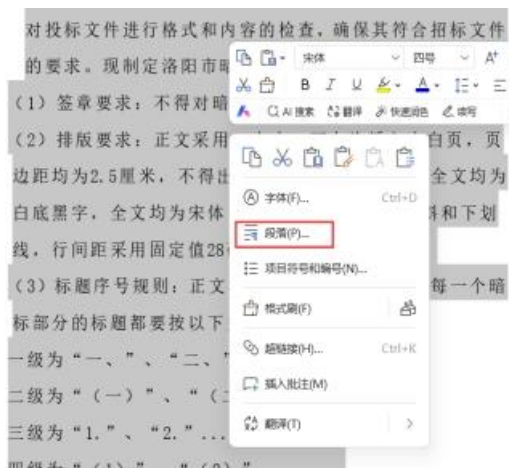 对投标文件进行格式和内容的检查，确保其符合招标文件
的要求。现制定洛阳市
宋体 四号 A+
B I U A
AI 搜索 翻译 快速润色 续写
（1）签章要求：不得对暗
（2）排版要求：正文采用 白页，页
边距均为2.5厘米，不得出 全文均为
字体(F)... Ctrl+D
白底黑字，全文均为宋体 和下划
段落(P)...
线，行间距采用固定值28
项目符号和编号(N)...
（3）标题序号规则：正文 每一个暗
格式刷(F)
标部分的标题都要按以下
超链接(H)... Ctrl+K
一级为“一、”、“二、”
插入批注(M)
二级为“（一）”、“（
翻译(T)
三级为“1.”、“2.”...
四级为“（1）”、“（2）”